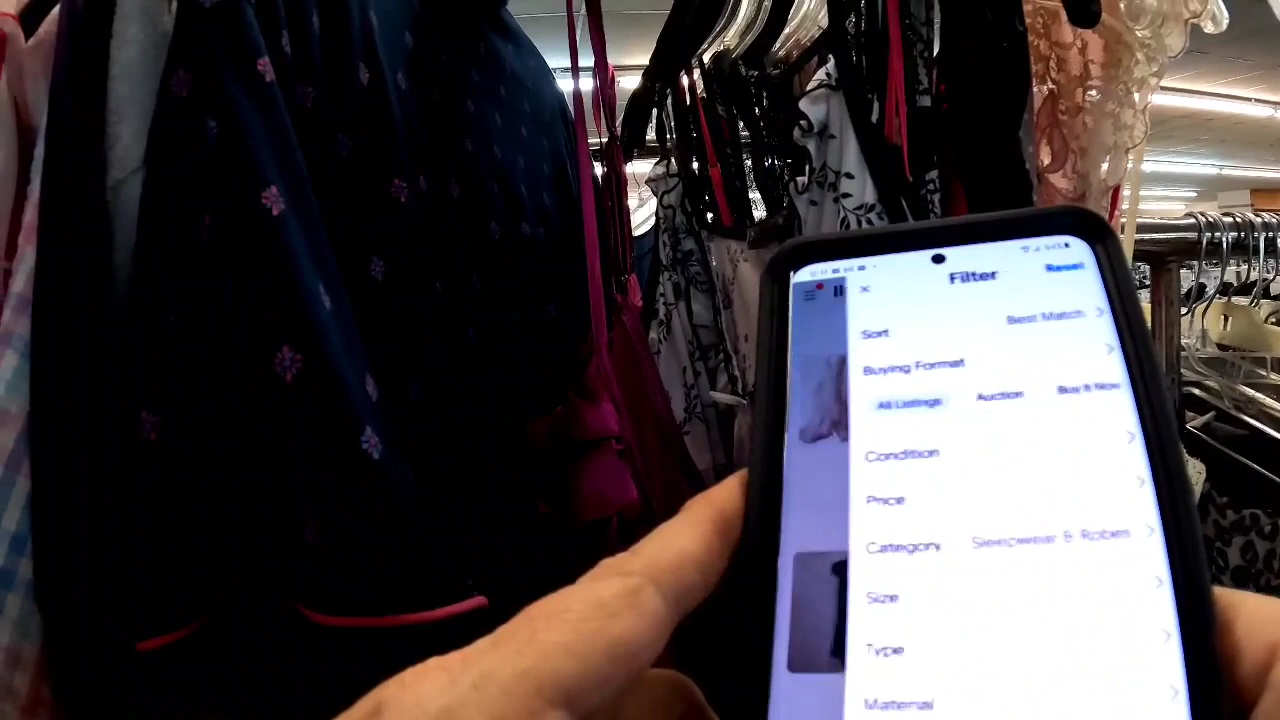 Filter Reset
Sort Best Match
Buying Format
All Listings Auction Buy It Now
Condition
Price
Category Sleepwear & Robes
Size
Type
Material